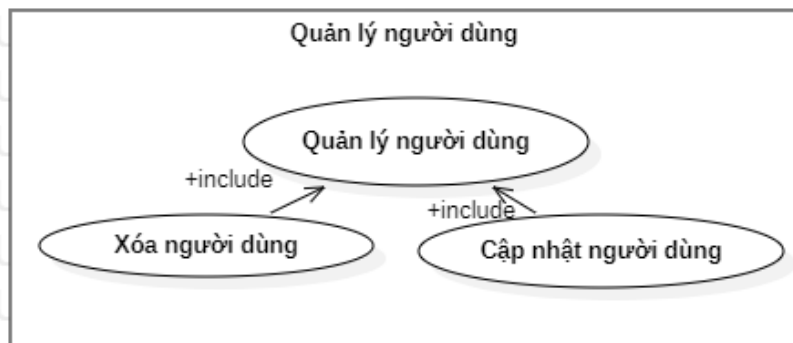 Quản lý người dùng
Quản lý người dùng
+include
+include
Xóa người dùng
Cập nhật người dùng